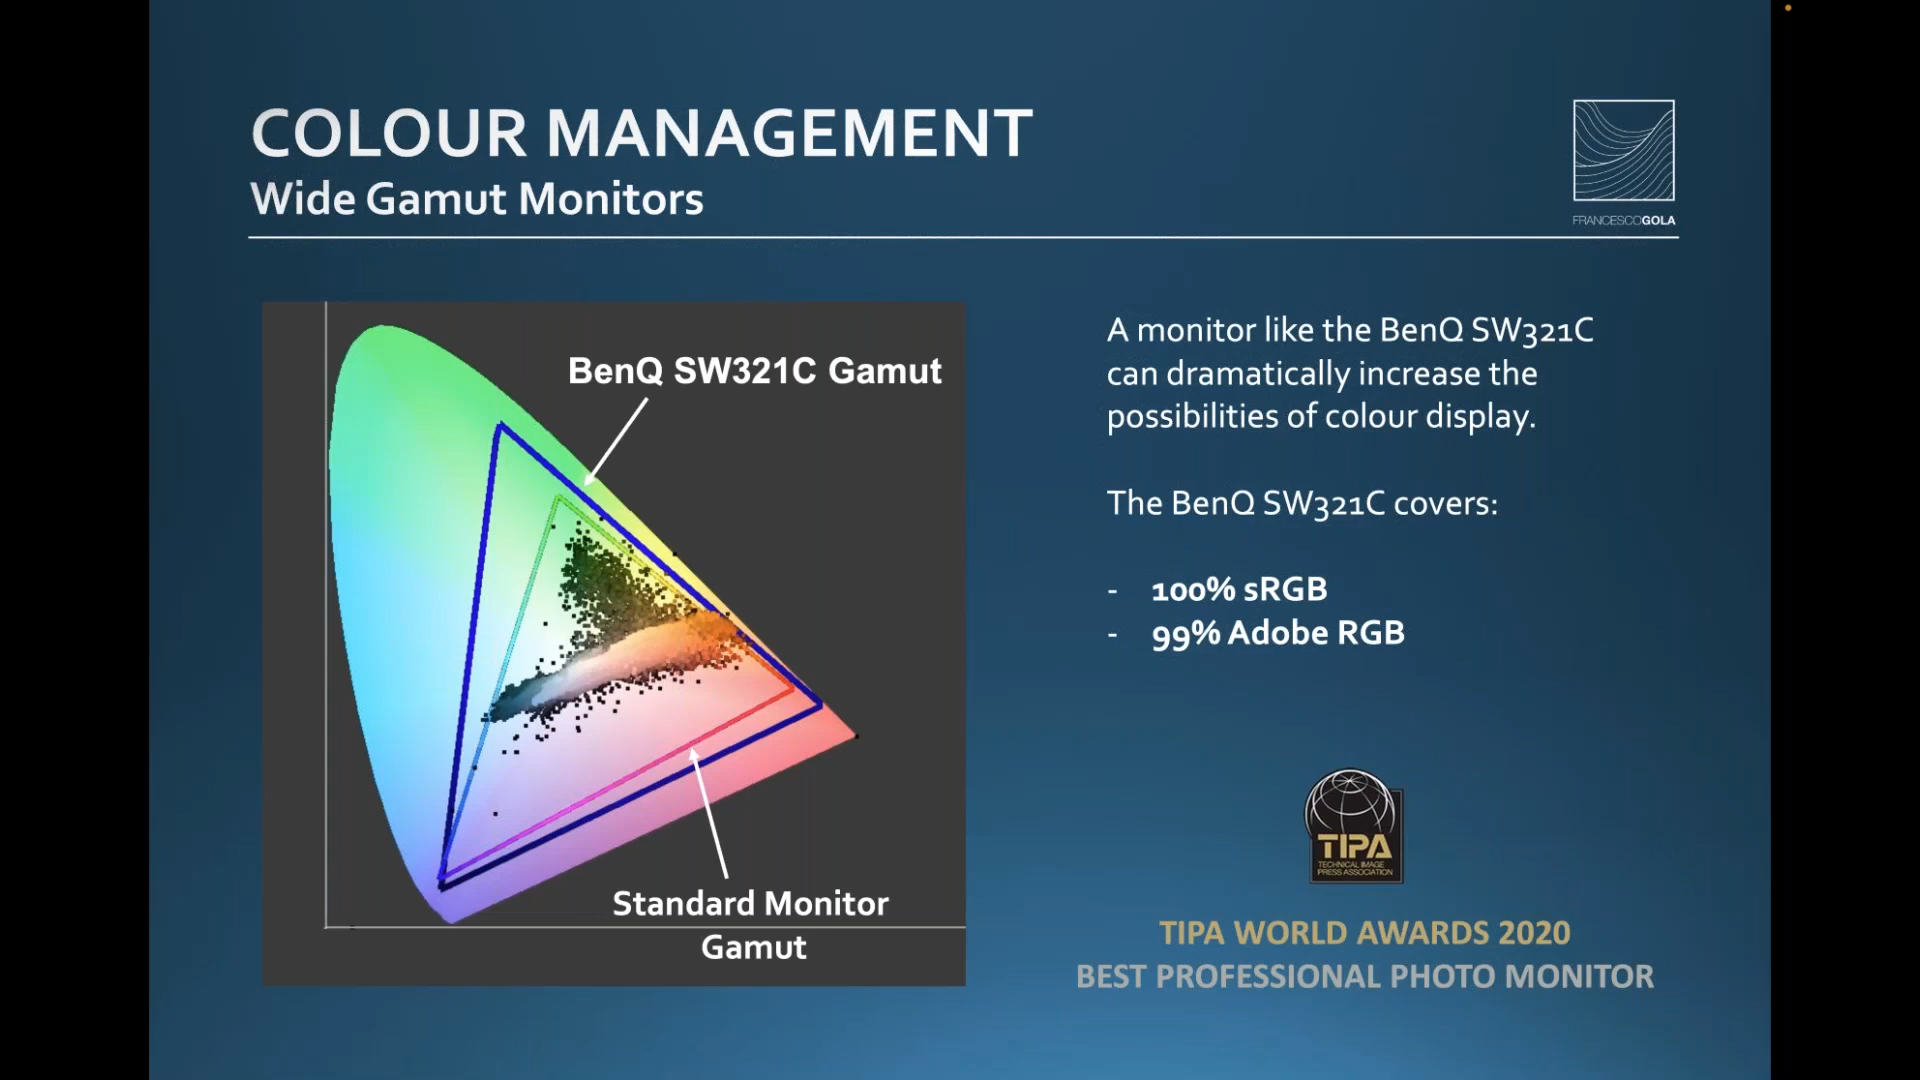 COLOUR MANAGEMENT
Wide Gamut Monitors
FRANCESCOGOLA
BenQ SW321C Gamut
Standard Monitor
Gamut
A monitor like the BenQ SW321C
can dramatically increase the
possibilities of colour display.
The BenQ SW321C covers:
- 100% sRGB
- 99% Adobe RGB
TIPA
TECHNICAL IMAGE
PRESS ASSOCIATION
TIPA WORLD AWARDS 2020
BEST PROFESSIONAL PHOTO MONITOR